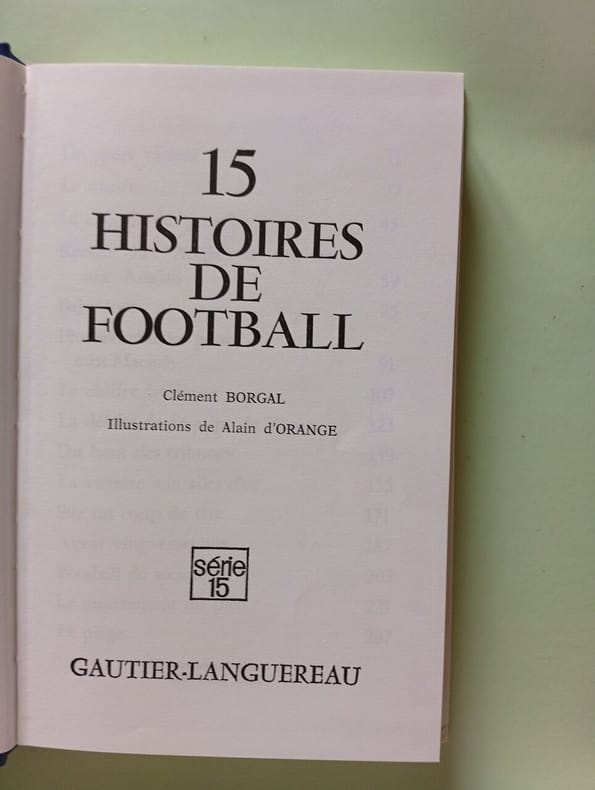 15
HISTOIRES
DE
FOOTBALL
Clément BORGAL
Illustrations de Alain d'ORANGE
série
15
GAUTIER-LANGUEREAU